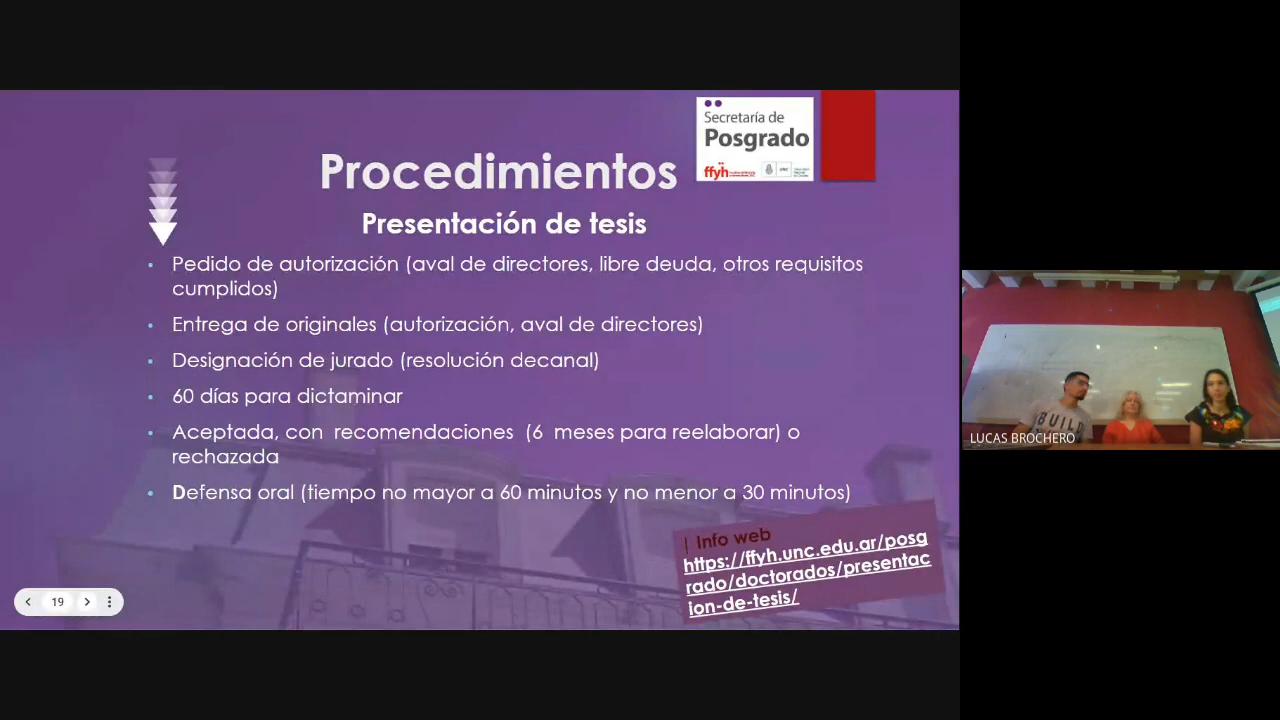 Secretaría de
Posgrado
ffyh
UNC
Procedimientos
Presentación de tesis
• Pedido de autorización (aval de directores, libre deuda, otros requisitos
cumplidos)
• Entrega de originales (autorización, aval de directores)
• Designación de jurado (resolución decanal)
• 60 días para dictaminar
• Aceptada, con recomendaciones (6 meses para reelaborar) o
rechazada
• Defensa oral (tiempo no mayor a 60 minutos y no menor a 30 minutos)
| Info web
https://ffyh.unc.edu.ar/posg
rado/doctorados/presentac
ion-de-tesis/
19
BUILD
LUCAS BROCHERO